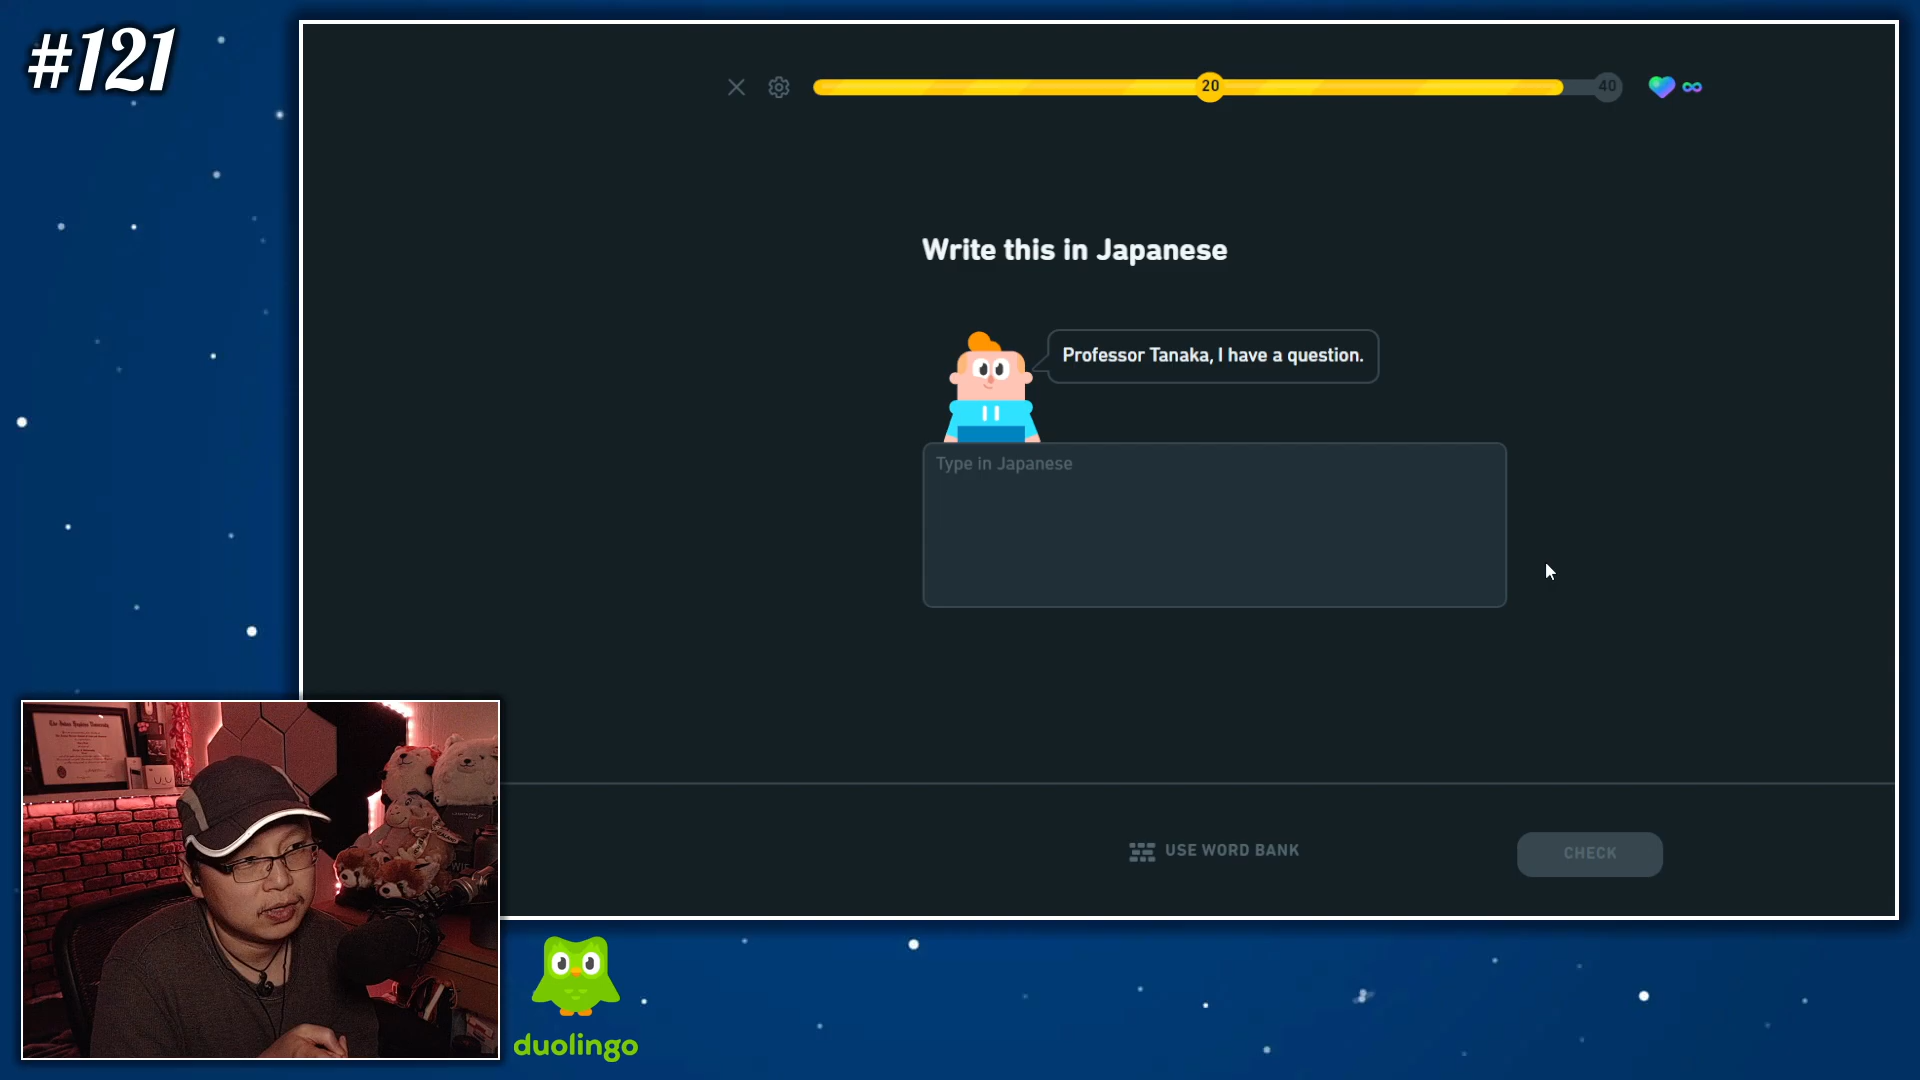 #121
20
40
Write this in Japanese
Professor Tanaka, I have a question.
Type in Japanese
USE WORD BANK
CHECK
duolingo